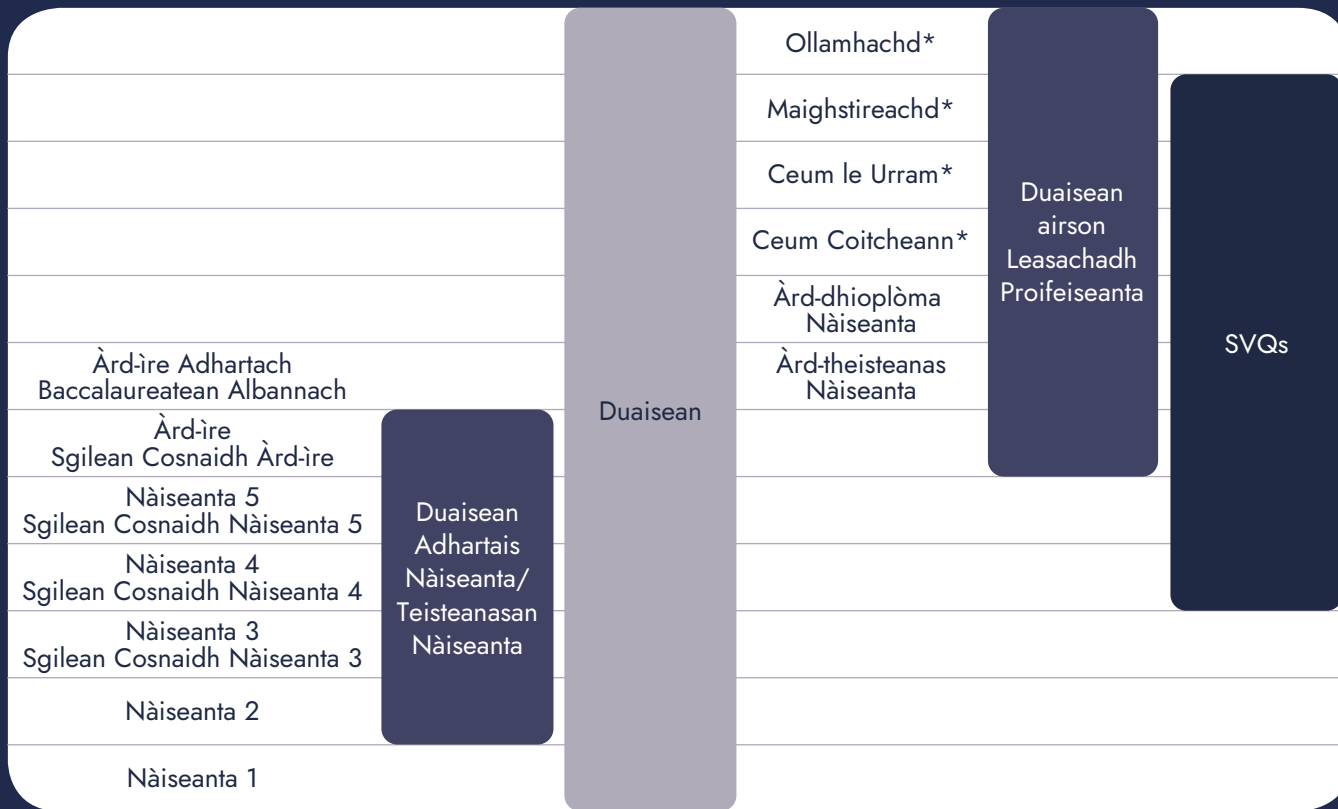 Ollamhachd*
Maighstireachd*
Ceum le Urram*
Ceum Coitcheann*
Àrd-dhioplòma
Nàiseanta
Àrd-ìre Adhartach
Baccalaureatean Albannach
Àrd-theisteanas
Nàiseanta
Àrd-ìre
Sgilean Cosnaidh Àrd-ìre
Nàiseanta 5
Sgilean Cosnaidh Nàiseanta 5
Nàiseanta 4
Sgilean Cosnaidh Nàiseanta 4
Nàiseanta 3
Sgilean Cosnaidh Nàiseanta 3
Nàiseanta 2
Nàiseanta 1
Duaisean
Adhartais
Nàiseanta/
Teisteanasan
Nàiseanta
Duaisean
Duaisean
airson
Leasachadh
Proifeiseanta
SVQs